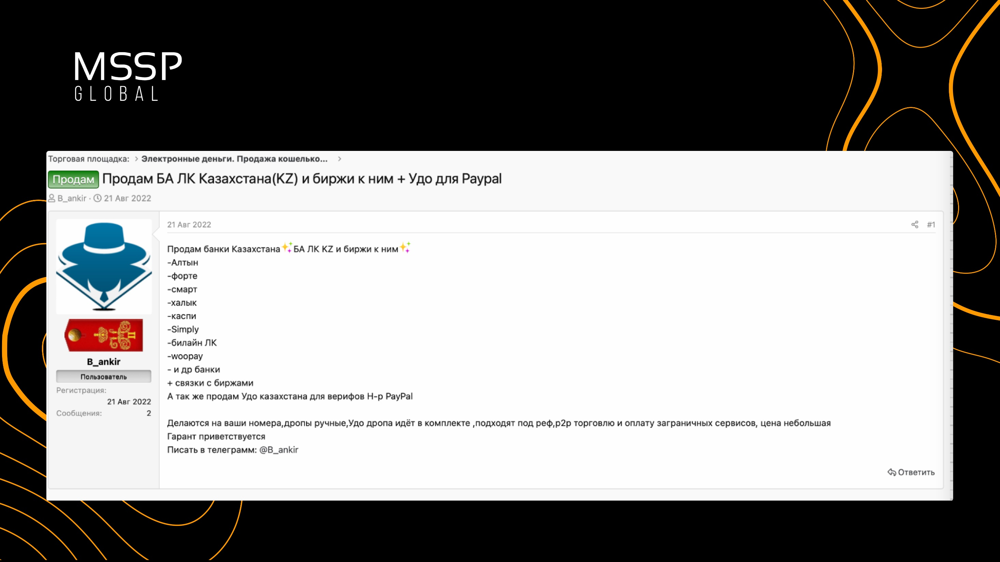 MSSP
GLOBAL
Торговая площадка: > Электронные деньги. Продажа кошелько... >
Продам Продам БА ЛК Казахстана(KZ) и биржи к ним + Удо для Paypal
B_ankir · 21 Авг 2022
21 Авг 2022 #1
Продам банки Казахстана✨БА ЛК KZ и биржи к ним✨
-Алтын
-форте
-смарт
-халык
-каспи
-Simply
-билайн ЛК
-woopay
- и др банки
+ связки с биржами
А так же продам Удо казахстана для верифов Н-р PayPal
Делаются на ваши номера,дропы ручные,Удо дропа идёт в комплекте ,подходят под реф,p2p торговлю и оплату заграничных сервисов, цена небольшая
Гарант приветствуется
Писать в телеграмм: @B_ankir
Ответить
B_ankir
Пользователь
Регистрация:
21 Авг 2022
Сообщения: 2